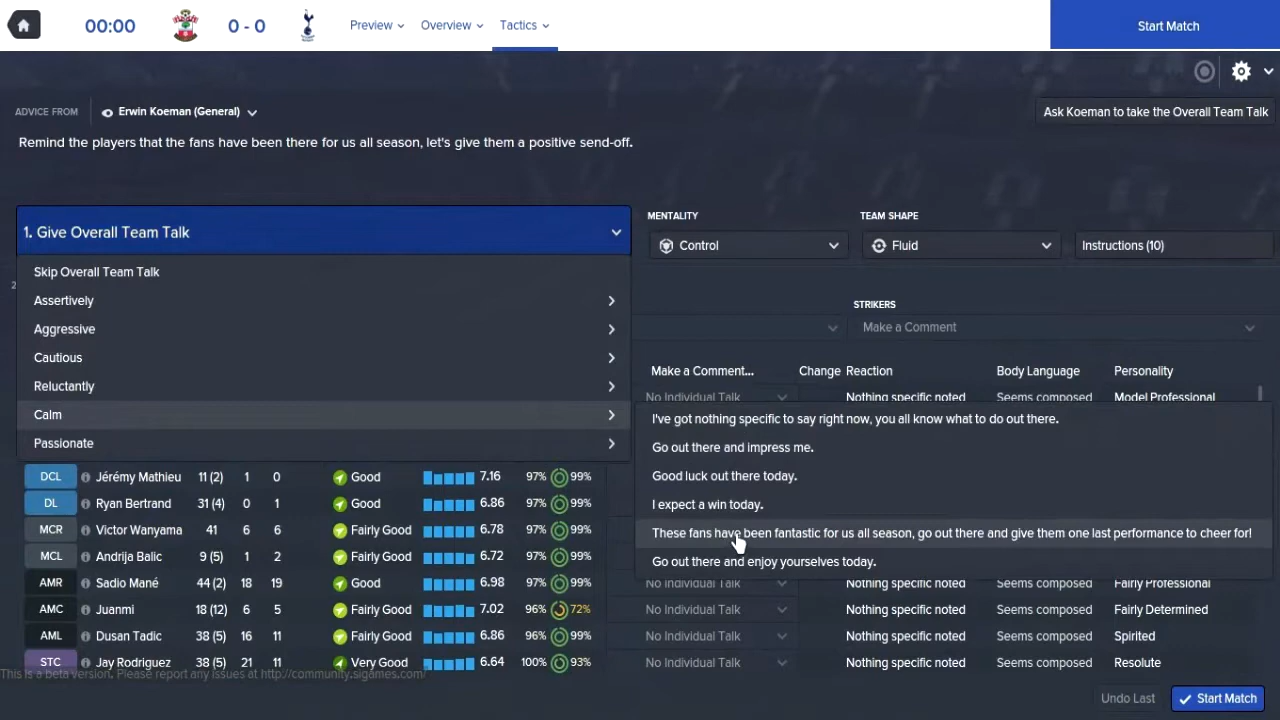 00:00
0 - 0
Preview
Overview
Tactics
Start Match
ADVICE FROM
Erwin Koeman (General)
Ask Koeman to take the Overall Team Talk
Remind the players that the fans have been there for us all season, let's give them a positive send-off.
1. Give Overall Team Talk
MENTALITY
TEAM SHAPE
Control
Fluid
Instructions (10)
Skip Overall Team Talk
2
Assertively
STRIKERS
Aggressive
Make a Comment
Cautious
Make a Comment... Change Reaction Body Language Personality
Reluctantly
No Individual Talk Nothing specific noted Seems composed Model Professional
Calm
I've got nothing specific to say right now, you all know what to do out there.
Passionate
Go out there and impress me.
DCL Jérémy Mathieu 11 (2) 1 0 Good 7.16 97% 99%
Good luck out there today.
DL Ryan Bertrand 31 (4) 0 1 Good 6.86 97% 99%
I expect a win today.
MCR Victor Wanyama 41 6 6 Fairly Good 6.78 97% 99%
These fans have been fantastic for us all season, go out there and give them one last performance to cheer for!
MCL Andrija Balic 9 (5) 1 2 Fairly Good 6.72 97% 99%
Go out there and enjoy yourselves today.
AMR Sadio Mané 44 (2) 18 19 Good 6.98 97% 99% No Individual Talk Nothing specific noted Seems composed Fairly Professional
AMC Juanmi 18 (12) 6 5 Fairly Good 7.02 96% 72% No Individual Talk Nothing specific noted Seems composed Fairly Determined
AML Dusan Tadic 38 (5) 16 11 Fairly Good 6.86 96% 99% No Individual Talk Nothing specific noted Seems composed Spirited
STC Jay Rodriguez 38 (5) 21 11 Very Good 6.64 100% 93% No Individual Talk Nothing specific noted Seems composed Resolute
This is a beta version. Please report any issues at http://community.sigames.com/
Undo Last
Start Match